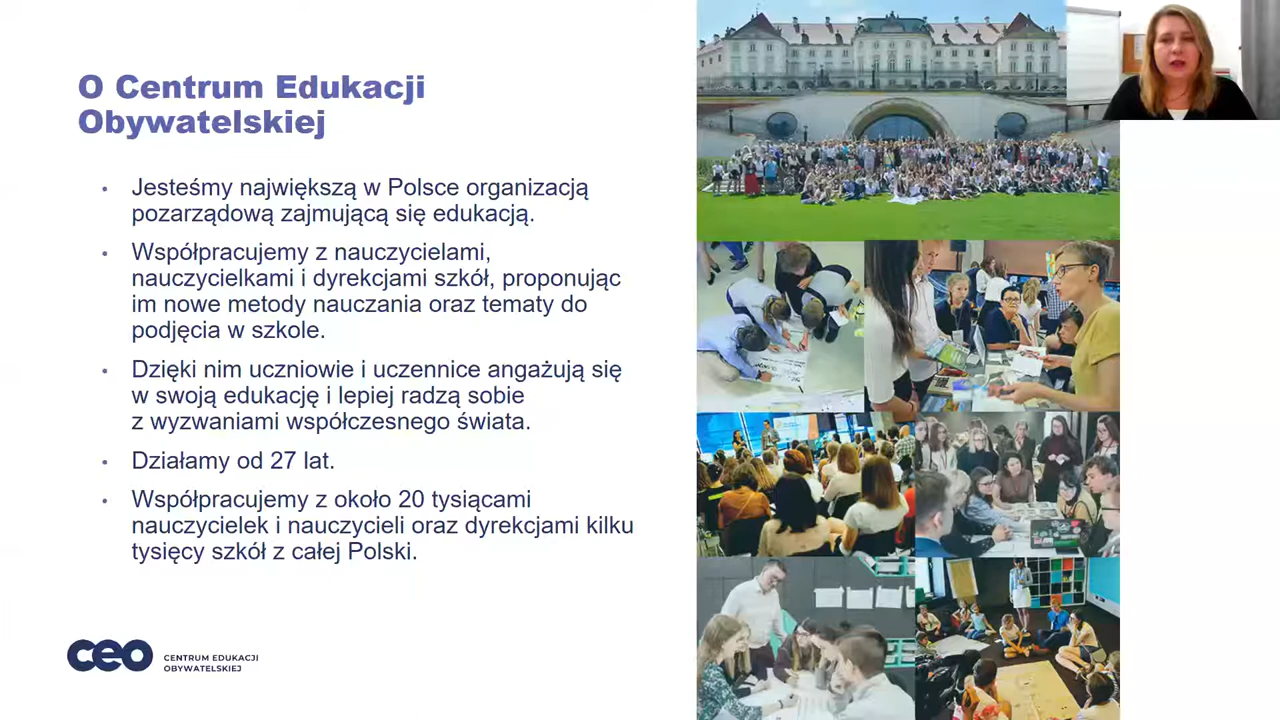 O Centrum Edukacji
Obywatelskiej
• Jesteśmy największą w Polsce organizacją
pozarządową zajmującą się edukacją.
• Współpracujemy z nauczycielami,
nauczycielkami i dyrekcjami szkół, proponując
im nowe metody nauczania oraz tematy do
podjęcia w szkole.
• Dzięki nim uczniowie i uczennice angażują się
w swoją edukację i lepiej radzą sobie
z wyzwaniami współczesnego świata.
• Działamy od 27 lat.
• Współpracujemy z około 20 tysiącami
nauczycielek i nauczycieli oraz dyrekcjami kilku
tysięcy szkół z całej Polski.
ceo
CENTRUM EDUKACJI
OBYWATELSKIEJ